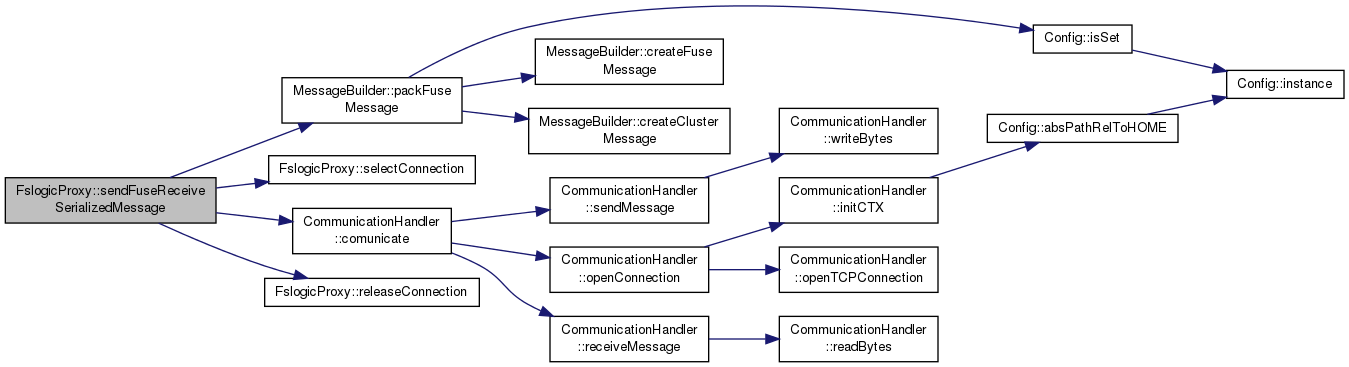 FslogicProxy::sendFuseReceive
SerializedMessage
MessageBuilder::packFuse
Message
FslogicProxy::selectConnection
CommunicationHandler
::comunicate
FslogicProxy::releaseConnection
MessageBuilder::createFuse
Message
MessageBuilder::createCluster
Message
CommunicationHandler
::sendMessage
CommunicationHandler
::openConnection
CommunicationHandler
::receiveMessage
CommunicationHandler
::writeBytes
CommunicationHandler
::initCTX
CommunicationHandler
::openTCPConnection
CommunicationHandler
::readBytes
Config::isSet
Config::absPathRelToHOME
Config::instance